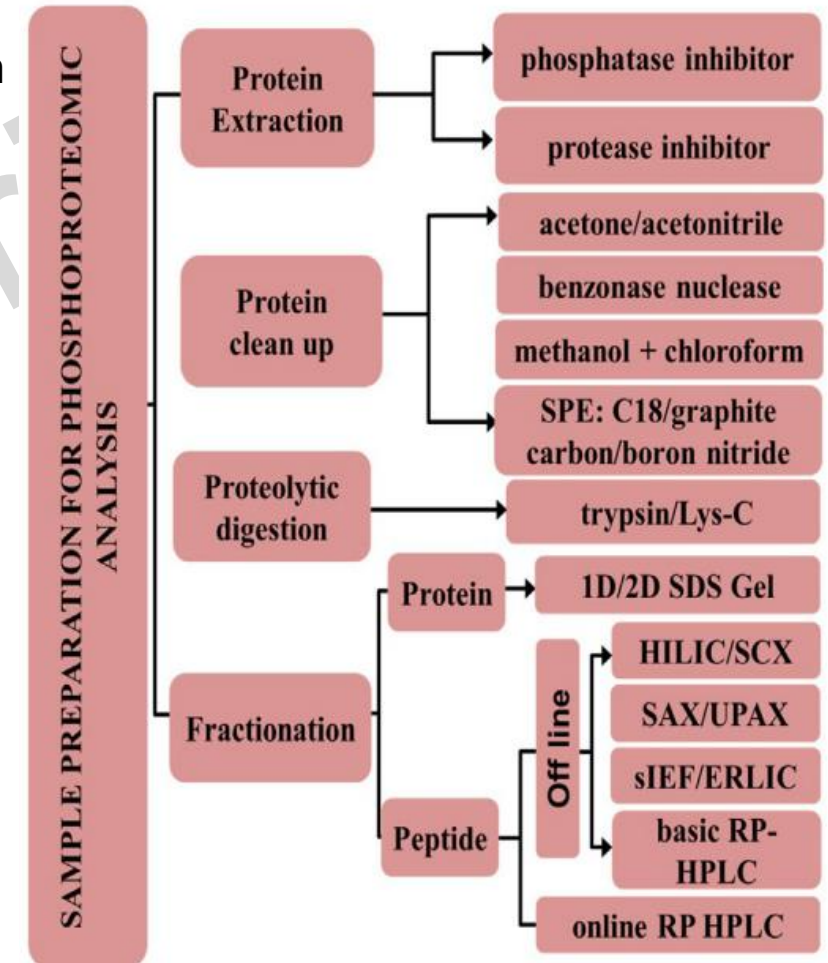 SAMPLE PREPARATION FOR PHOSPHOPROTEOMIC
ANALYSIS
Protein
Extraction
phosphatase inhibitor
protease inhibitor
Protein
clean up
acetone/acetonitrile
benzonase nuclease
methanol + chloroform
SPE: C18/graphite
carbon/boron nitride
Proteolytic
digestion
trypsin/Lys-C
Fractionation
Protein
1D/2D SDS Gel
Peptide
Off line
HILIC/SCX
SAX/UPAX
sIEF/ERLIC
basic RP-
HPLC
online RP HPLC